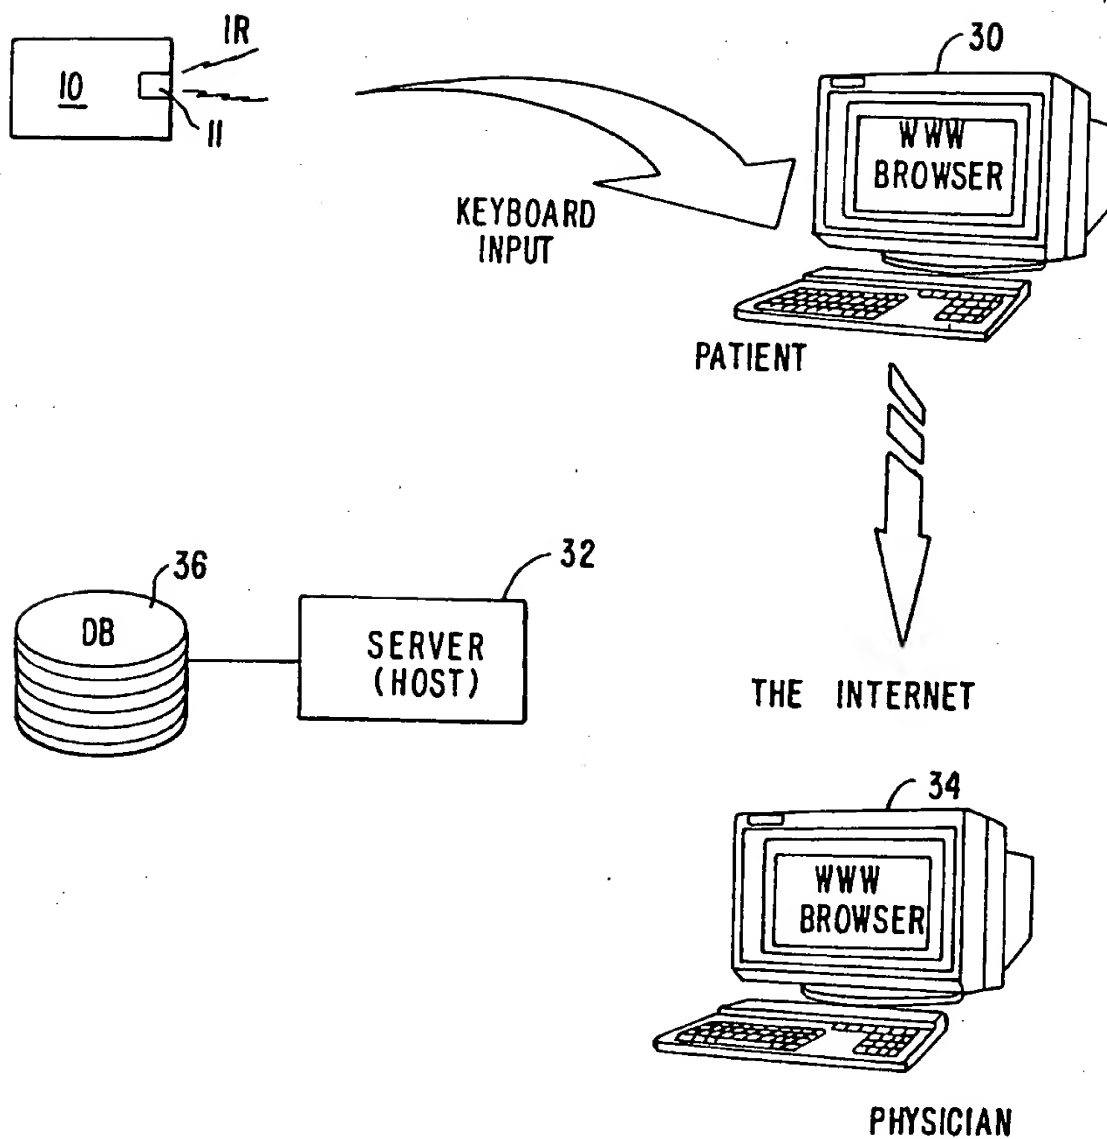 IR
10
11
30
WWW
BROWSER
KEYBOARD
INPUT
PATIENT
36
DB
32
SERVER
(HOST)
THE INTERNET
34
WWW
BROWSER
PHYSICIAN